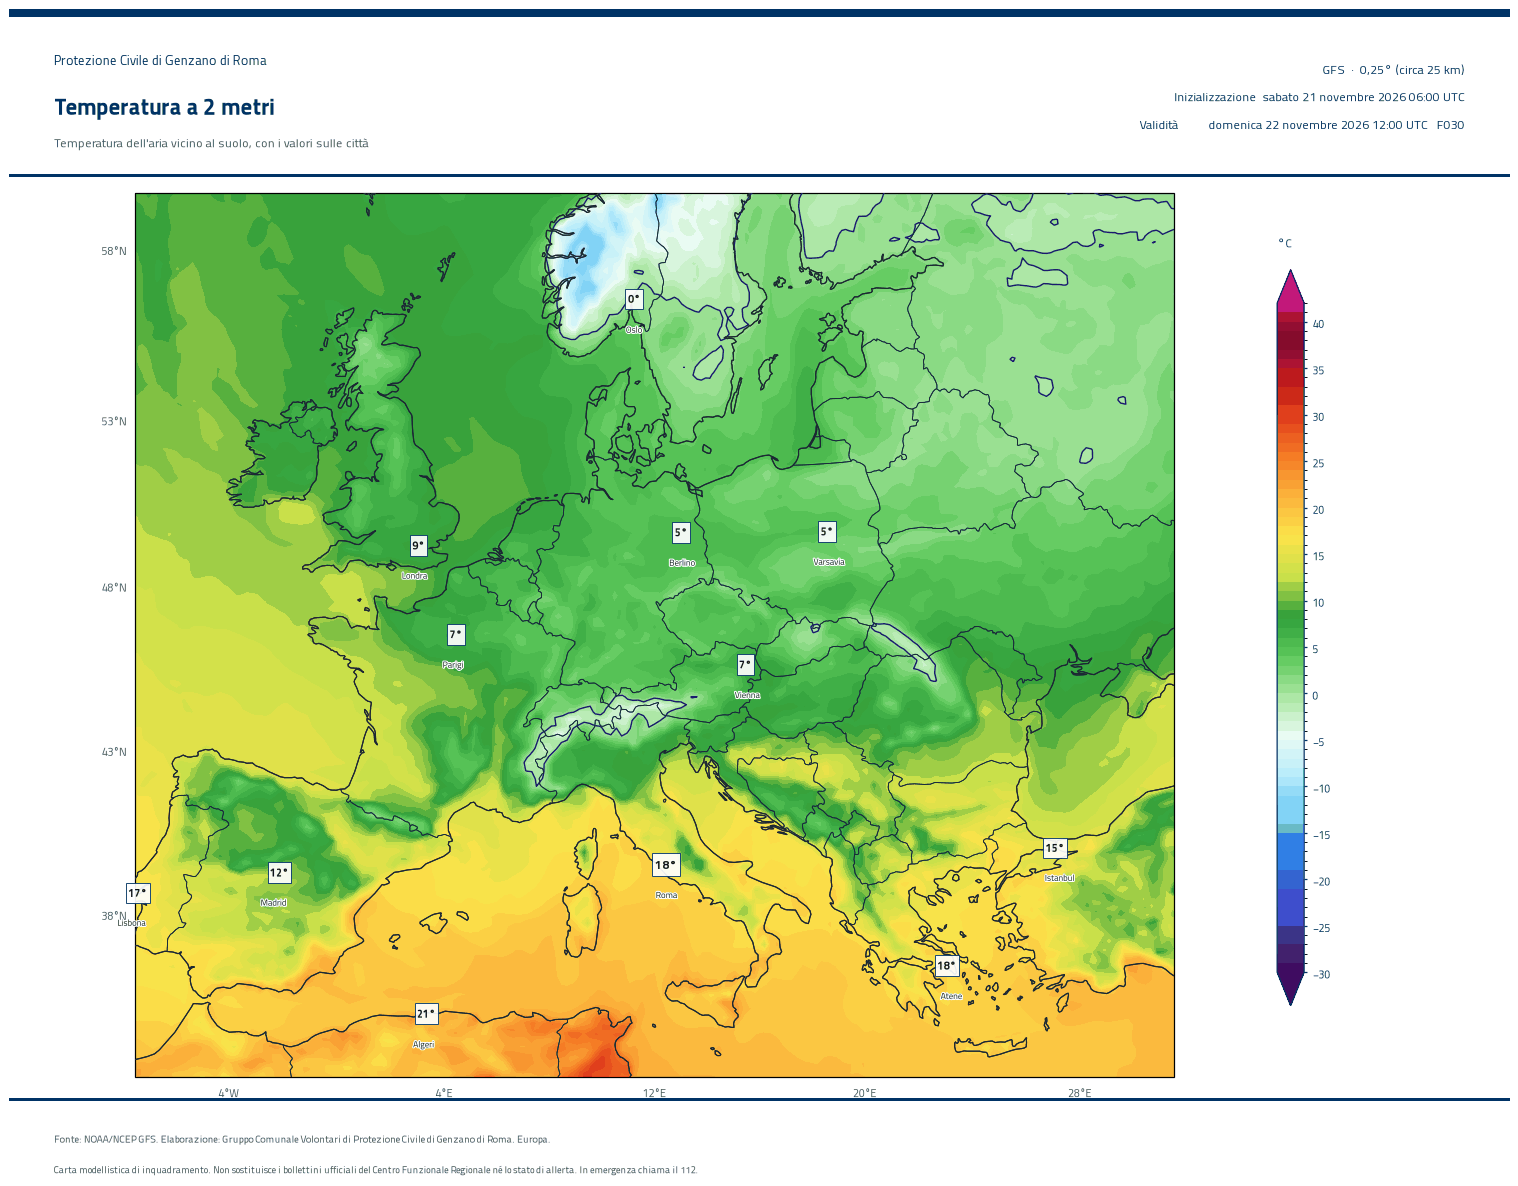 Protezione Civile di Genzano di Roma
Temperatura a 2 metri
Temperatura dell'aria vicino al suolo, con i valori sulle città
GFS · 0,25° (circa 25 km)
Inizializzazione sabato 21 novembre 2026 06:00 UTC
Validità domenica 22 novembre 2026 12:00 UTC F030
58°N
53°N
48°N
43°N
38°N
4°W
4°E
12°E
20°E
28°E
0°
Oslo
9°
Londra
5°
Berlino
5°
Varsavia
7°
Parigi
7°
Vienna
12°
Madrid
17°
Lisbona
18°
Roma
15°
Istanbul
18°
Atene
21°
Algeri
°C
40
35
30
25
20
15
10
5
0
−5
−10
−15
−20
−25
−30
Fonte: NOAA/NCEP GFS. Elaborazione: Gruppo Comunale Volontari di Protezione Civile di Genzano di Roma. Europa.
Carta modellistica di inquadramento. Non sostituisce i bollettini ufficiali del Centro Funzionale Regionale né lo stato di allerta. In emergenza chiama il 112.